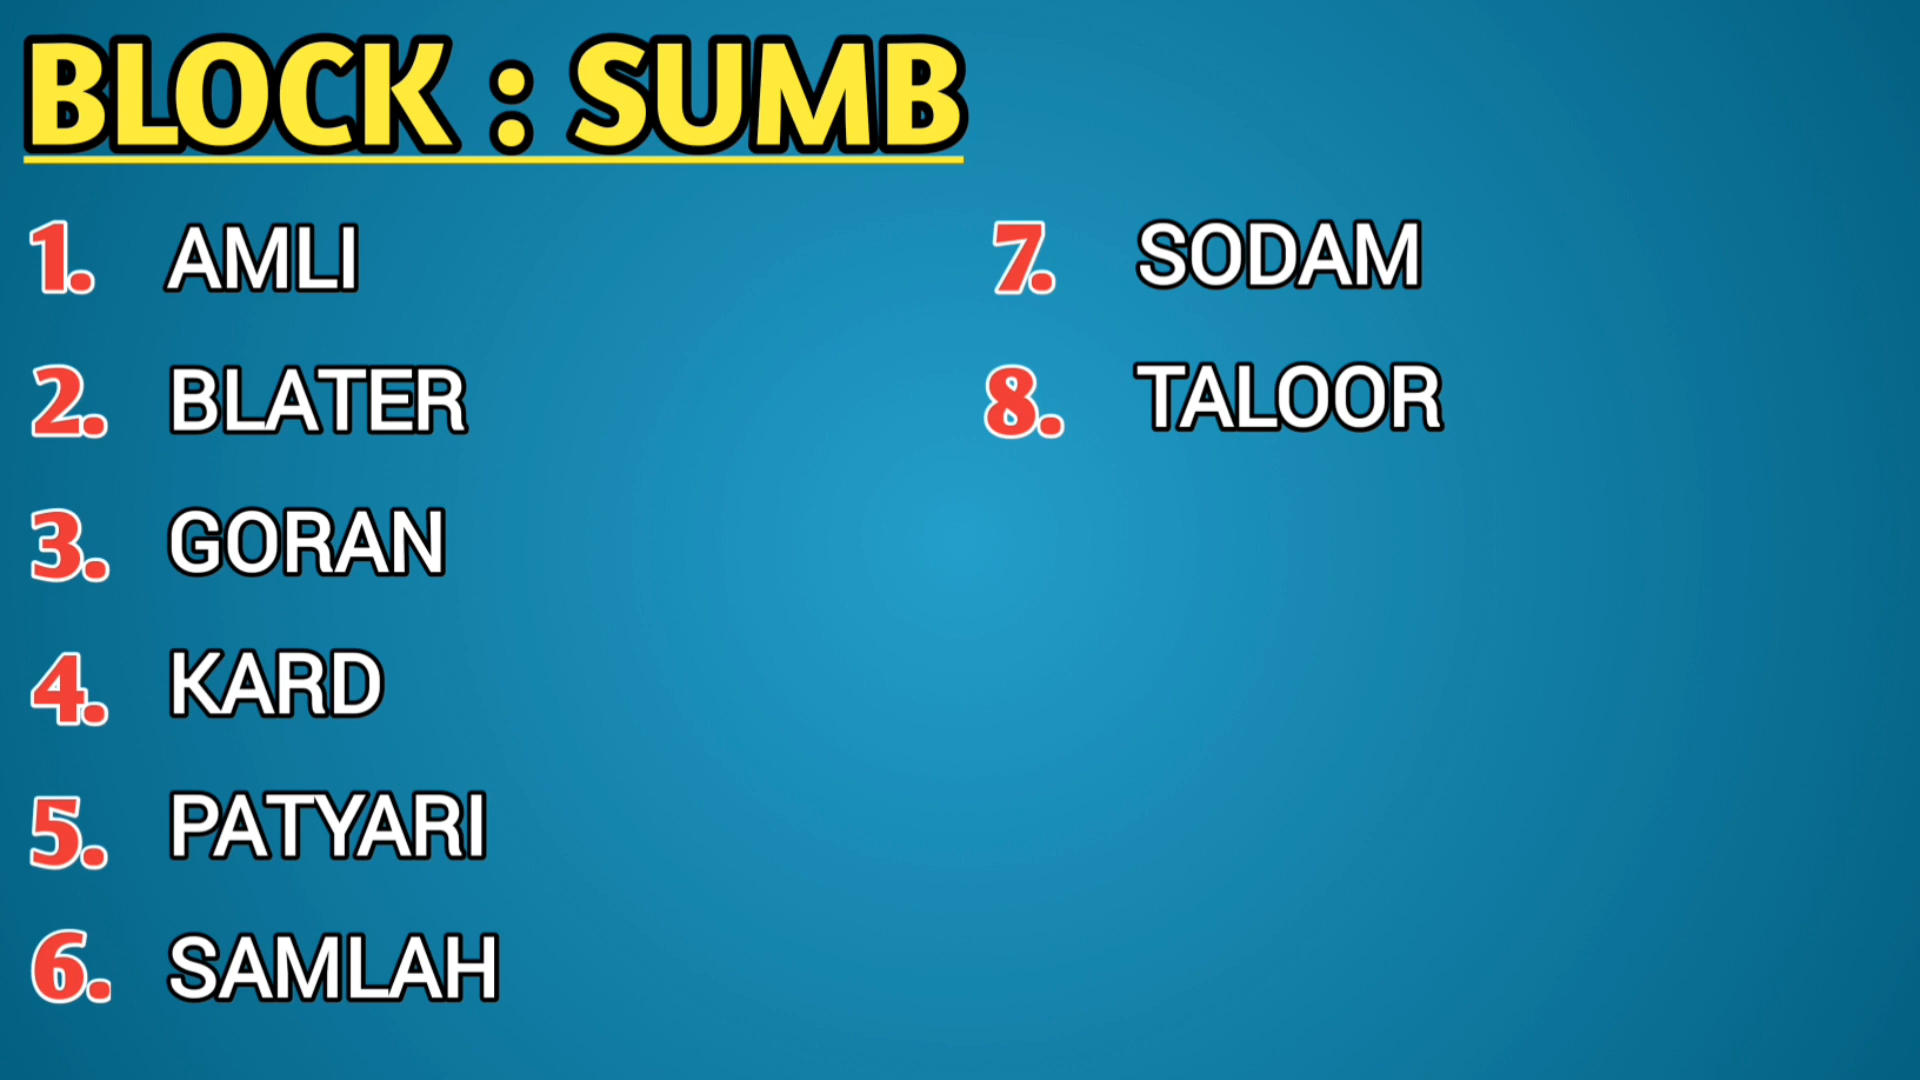 BLOCK : SUMB
1. AMLI
2. BLATER
3. GORAN
4. KARD
5. PATYARI
6. SAMLAH
7. SODAM
8. TALOOR